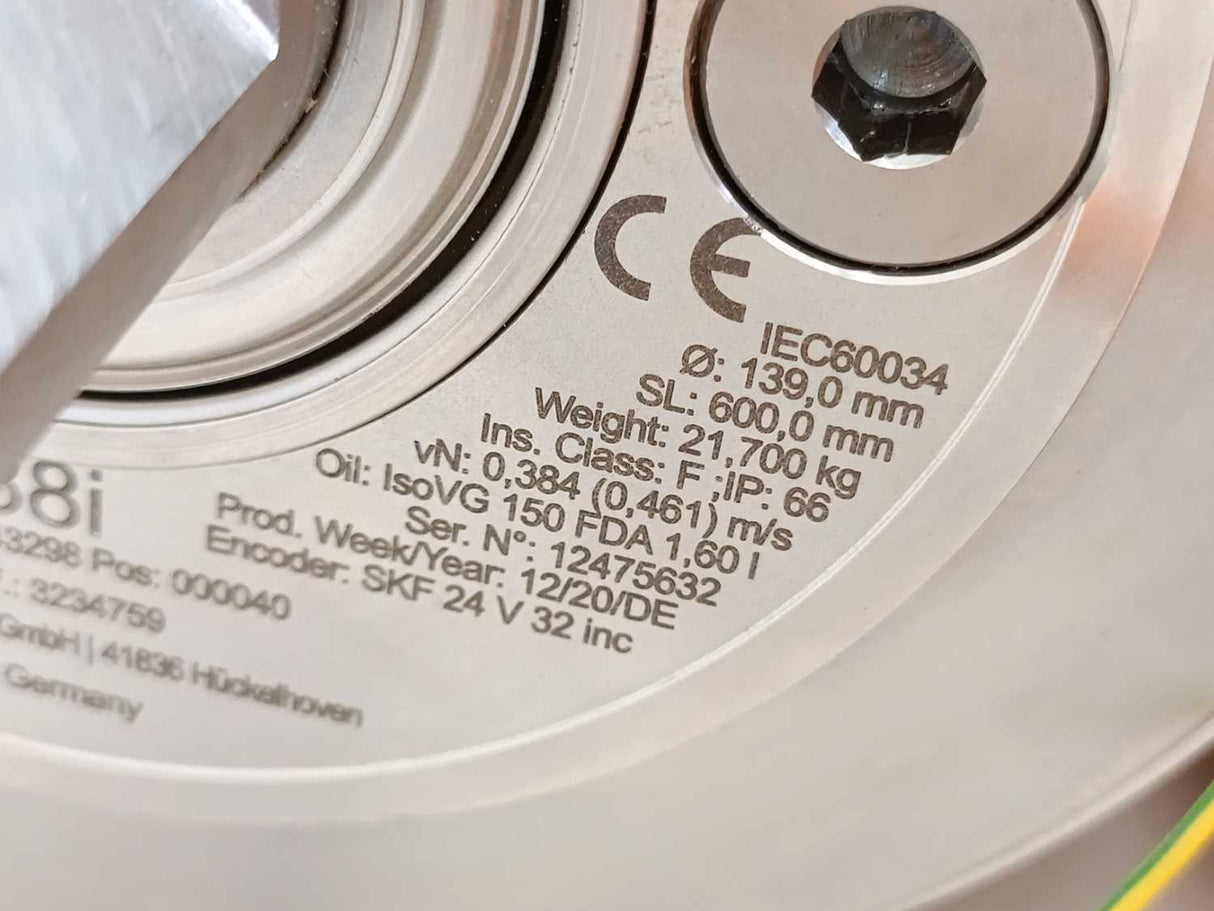 CE
IEC60034
Ø: 139,0 mm
SL: 600,0 mm
Weight: 21,700 kg
Ins. Class: F ;IP: 66
vN: 0,384 (0,461) m/s
Oil: IsoVG 150 FDA 1,60 l
Ser. N°: 12475632
Prod. Week/Year: 12/20/DE
Encoder: SKF 24 V 32 inc
8i
3298 Pos: 000040
.: 3234759
GmbH | 41836 Hückelhoven
Germany